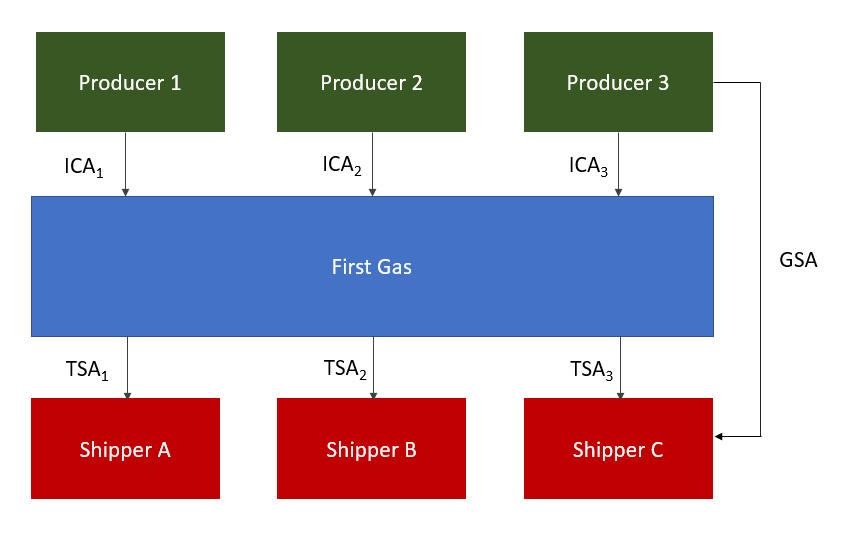 Producer 1
Producer 2
Producer 3
ICA₁
ICA₂
ICA₃
First Gas
GSA
TSA₁
TSA₂
TSA₃
Shipper A
Shipper B
Shipper C